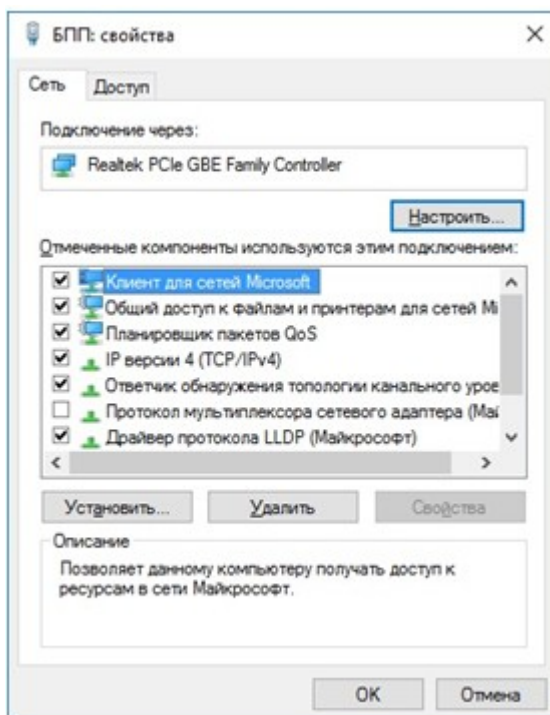 БПП: свойства
Сеть
Доступ
Подключение через:
Realtek PCIe GBE Family Controller
Настроить...
Отмеченные компоненты используются этим подключением:
Клиент для сетей Microsoft
Общий доступ к файлам и принтерам для сетей Mi
Планировщик пакетов QoS
IP версии 4 (TCP/IPv4)
Ответчик обнаружения топологии канального уров
Протокол мультиплексора сетевого адаптера (Май
Драйвер протокола LLDP (Майкрософт)
Установить...
Удалить
Свойства
Описание
Позволяет данному компьютеру получать доступ к
ресурсам в сети Майкрософт.
OK
Отмена